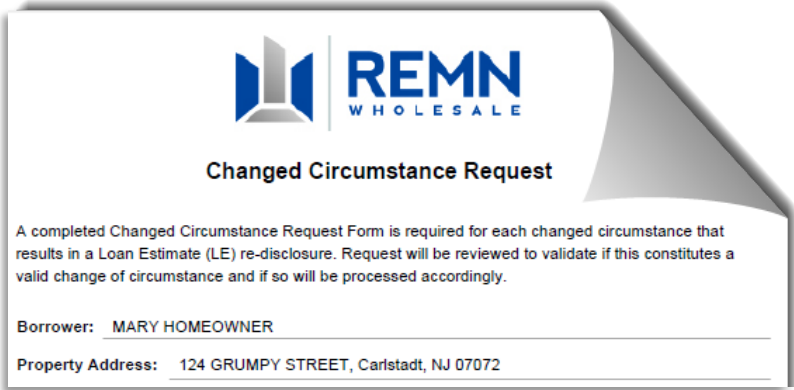 REMN
WHOLESALE
Changed Circumstance Request
A completed Changed Circumstance Request Form is required for each changed circumstance that
results in a Loan Estimate (LE) re-disclosure. Request will be reviewed to validate if this constitutes a
valid change of circumstance and if so will be processed accordingly.
Borrower: MARY HOMEOWNER
Property Address: 124 GRUMPY STREET, Carlstadt, NJ 07072